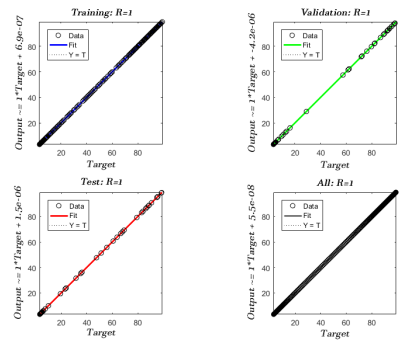 Training: R=1
Output ~= 1*Target + 6.9e-07
80
60
40
20
Data
Fit
Y = T
20 40 60 80
Target
Validation: R=1
Output ~= 1*Target + -4.2e-06
80
60
40
20
Data
Fit
Y = T
20 40 60 80
Target
Test: R=1
Output ~= 1*Target + 1.5e-06
80
60
40
20
Data
Fit
Y = T
20 40 60 80
Target
All: R=1
Output ~= 1*Target + 5.5e-08
80
60
40
20
Data
Fit
Y = T
20 40 60 80
Target